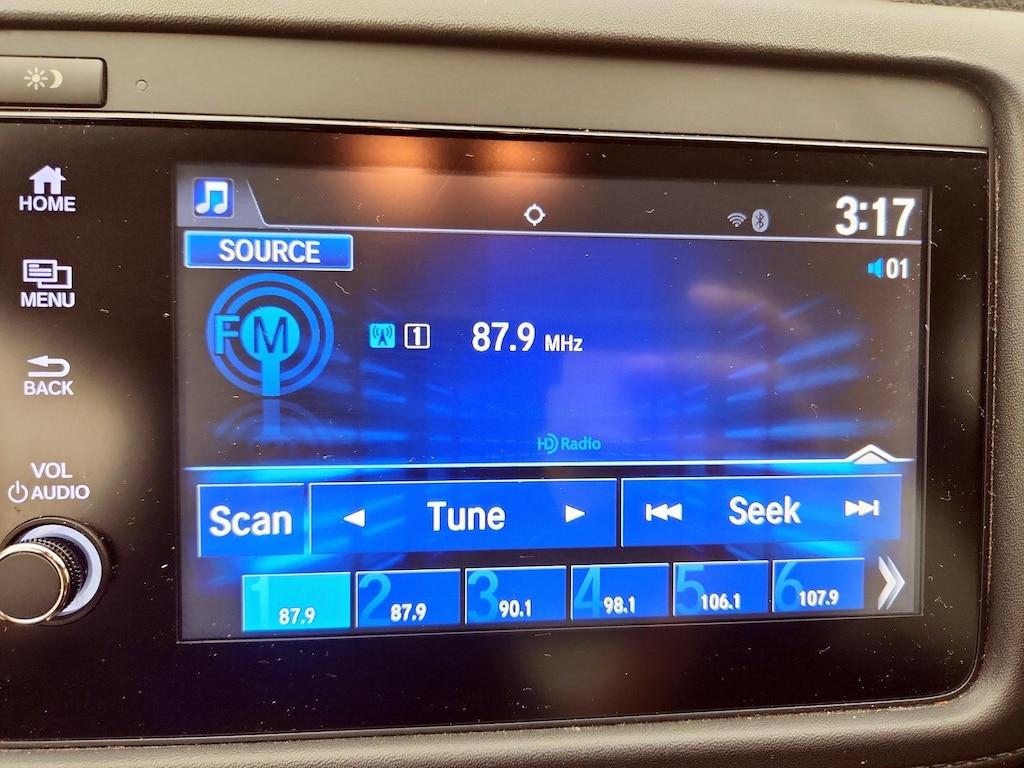 HOME
MENU
BACK
VOL
AUDIO
3:17
SOURCE
01
FM
1
87.9 MHz
HD Radio
Scan
Tune
Seek
1 87.9
2 87.9
3 90.1
4 98.1
5 106.1
6 107.9